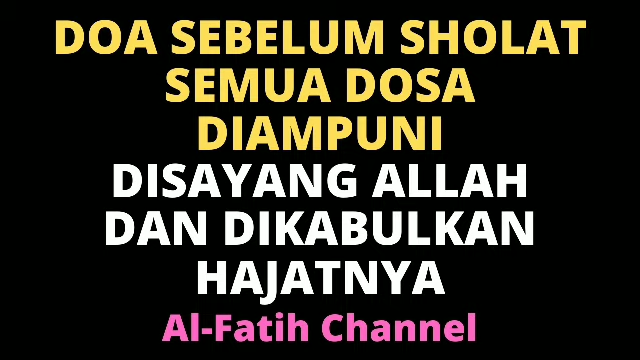 DOA SEBELUM SHOLAT
SEMUA DOSA
DIAMPUNI
DISAYANG ALLAH
DAN DIKABULKAN
HAJATNYA
Al-Fatih Channel